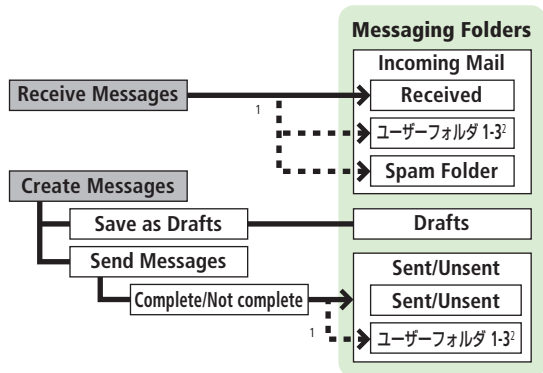 Messaging Folders
Incoming Mail
Receive Messages
Received
1
ユーザーフォルダ 1-3²
Spam Folder
Create Messages
Save as Drafts
Drafts
Send Messages
Sent/Unsent
Complete/Not complete
Sent/Unsent
1
ユーザーフォルダ 1-3²